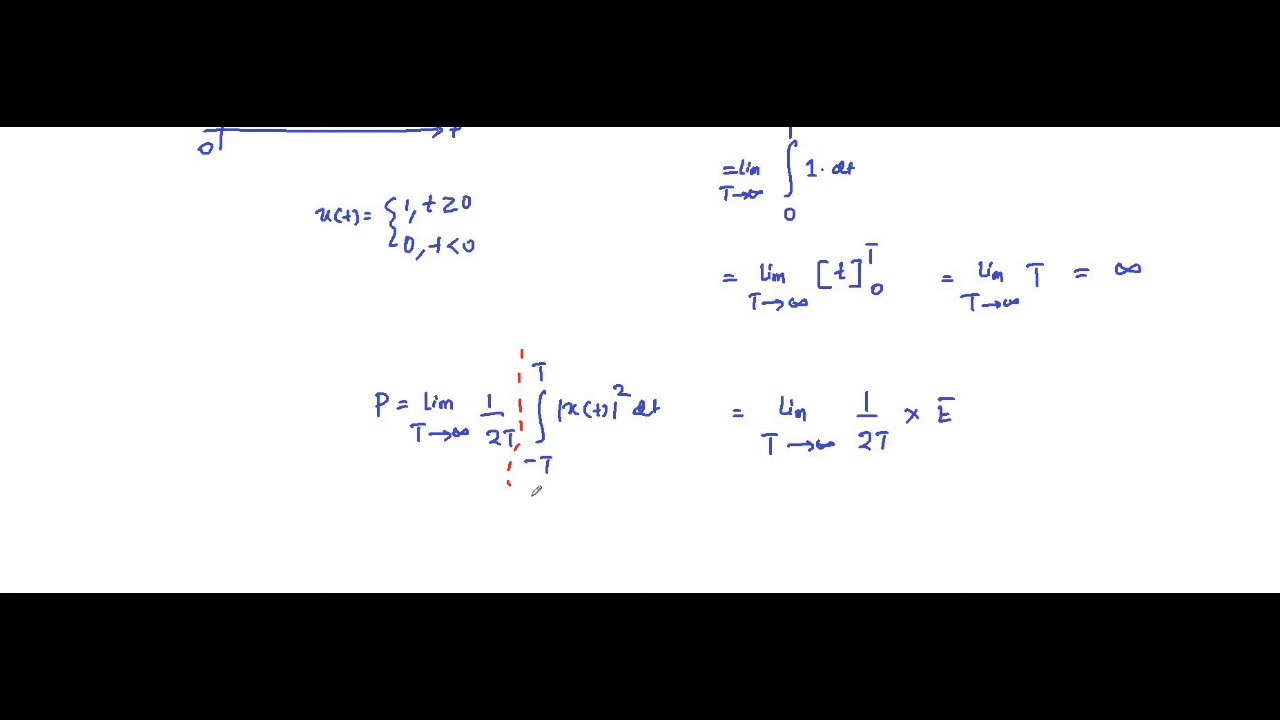 0
= Lim T→∞ ∫ 0 1. dt
x(t) = { 1, t ≥ 0
0, t < 0
= Lim T→∞ [t] T 0 = Lim T→∞ T = ∞
P = Lim T→∞ 1/2T ∫ T -T |x(t)|² dt = Lim T→∞ 1/2T × E